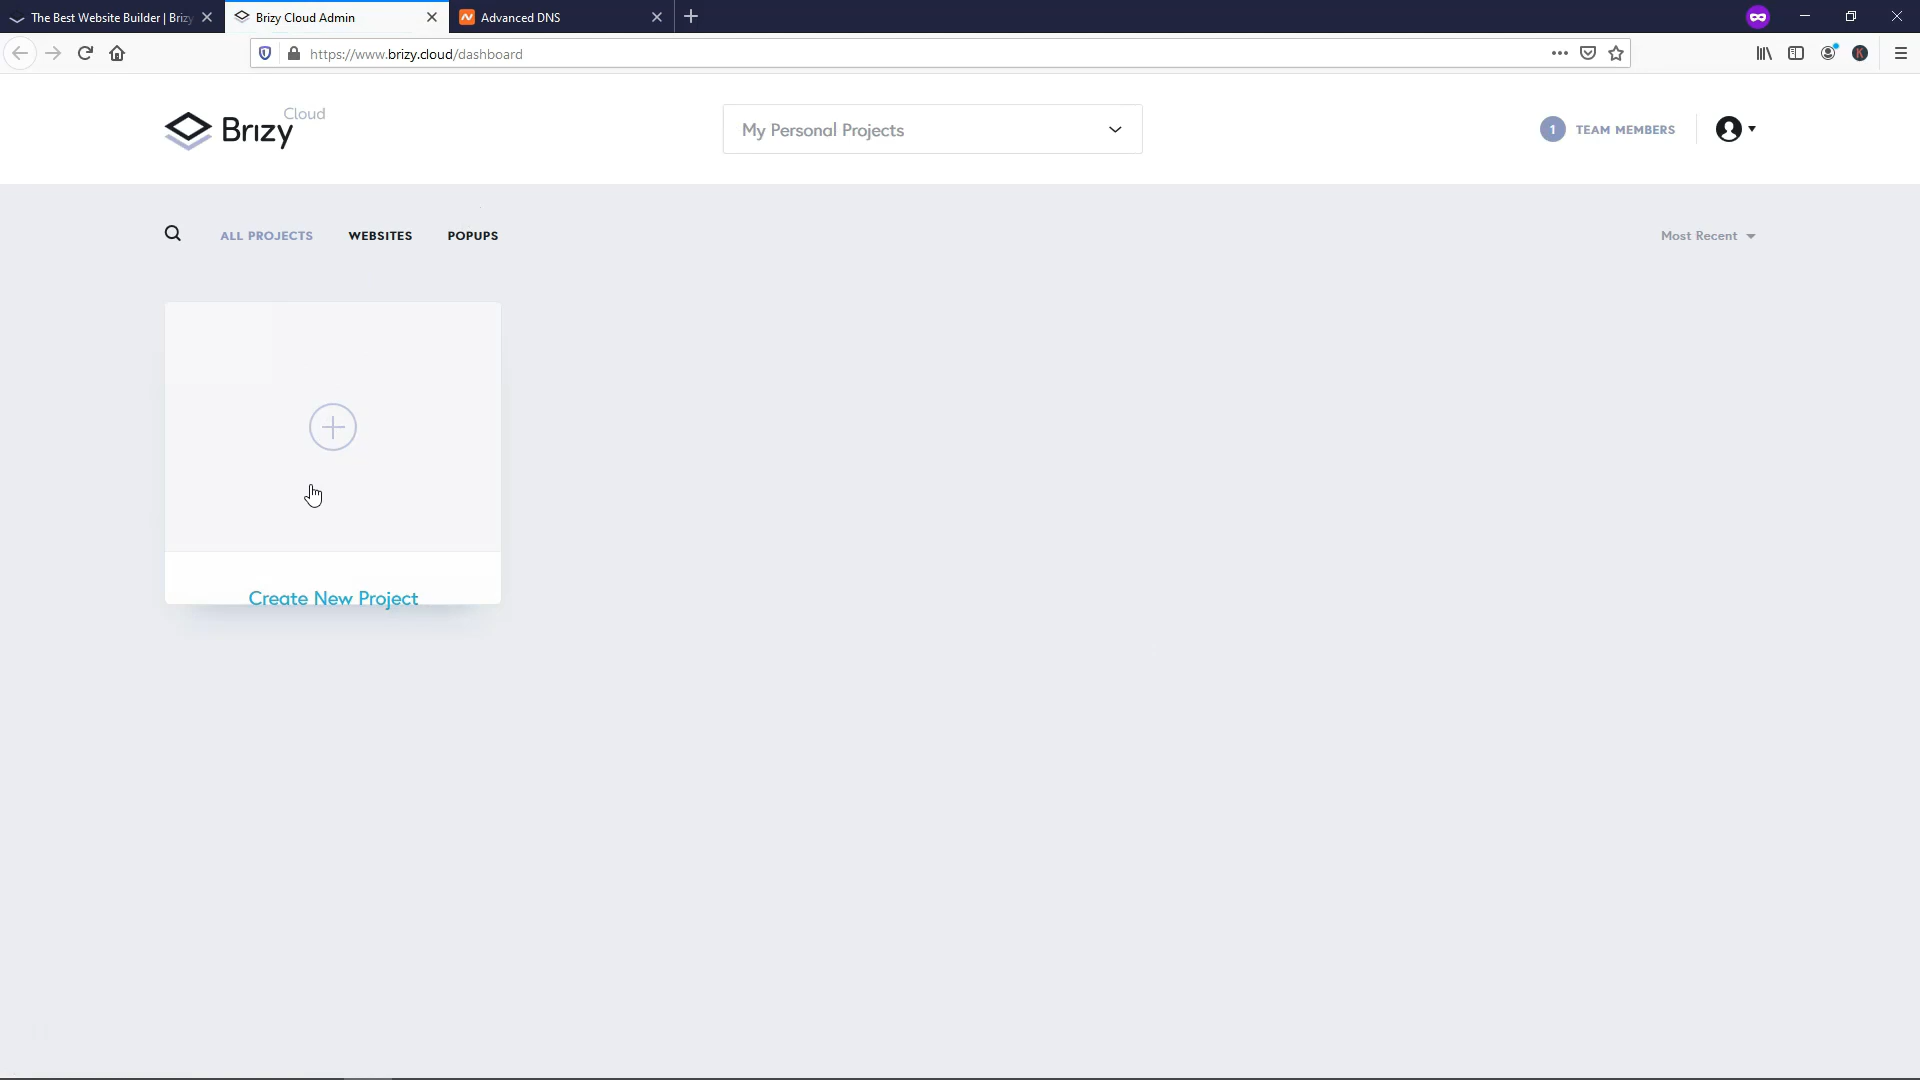 The Best Website Builder | Brizy
Brizy Cloud Admin
Advanced DNS
https://www.brizy.cloud/dashboard
K
Brizy Cloud
My Personal Projects
1 TEAM MEMBERS
ALL PROJECTS
WEBSITES
POPUPS
Most Recent
Create New Project